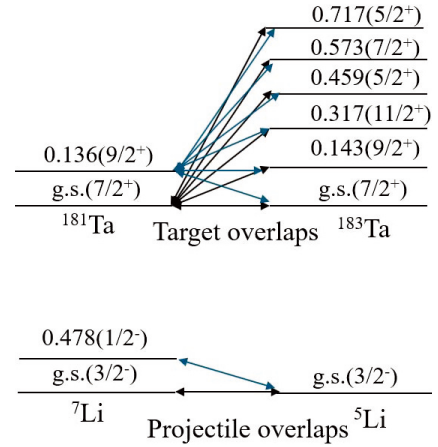 0.717(5/2⁺)
0.573(7/2⁺)
0.459(5/2⁺)
0.317(11/2⁺)
0.136(9/2⁺) 0.143(9/2⁺)
g.s.(7/2⁺) g.s.(7/2⁺)
¹⁸¹Ta Target overlaps ¹⁸³Ta
0.478(1/2⁻)
g.s.(3/2⁻) g.s.(3/2⁻)
⁷Li Projectile overlaps ⁵Li